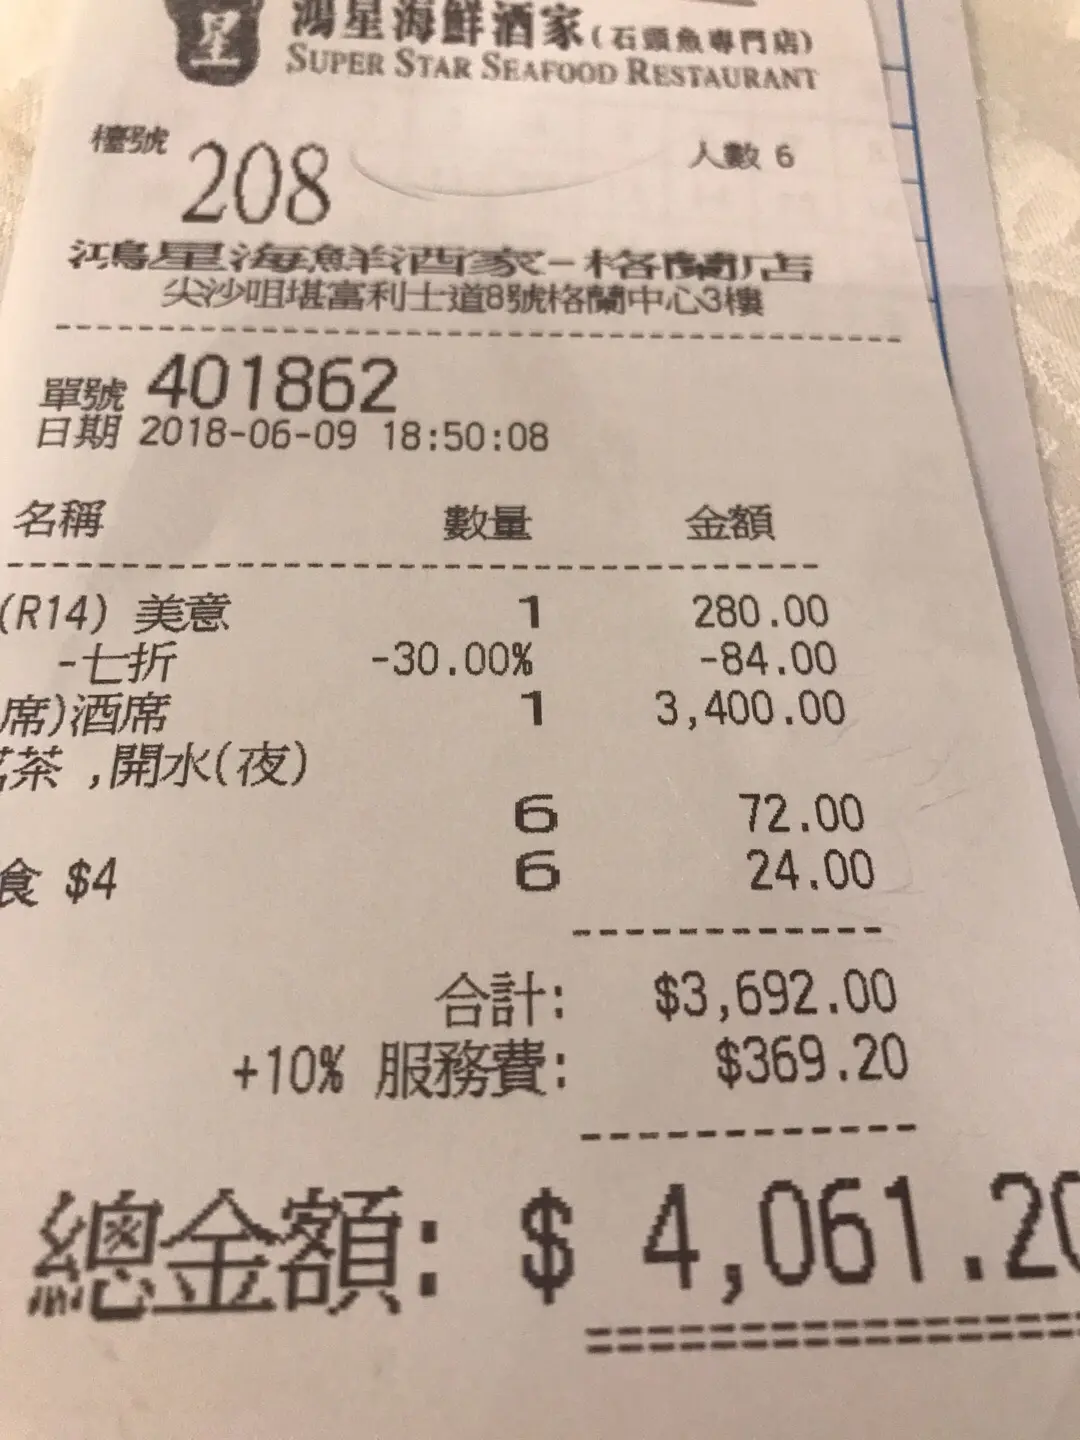 星
鴻星海鮮酒家(石頭魚專門店)
SUPER STAR SEAFOOD RESTAURANT
檯號 208 人數 6
鴻星海鮮酒家-格蘭店
尖沙咀堪富利士道8號格蘭中心3樓
單號 401862
日期 2018-06-09 18:50:08
名稱 數量 金額
(R14) 美意 1 280.00
-七折 -30.00% -84.00
席)酒席 1 3,400.00
茗茶 ,開水(夜)
6 72.00
食 $4 6 24.00
合計: $3,692.00
+10% 服務費: $369.20
總金額: $ 4,061.20